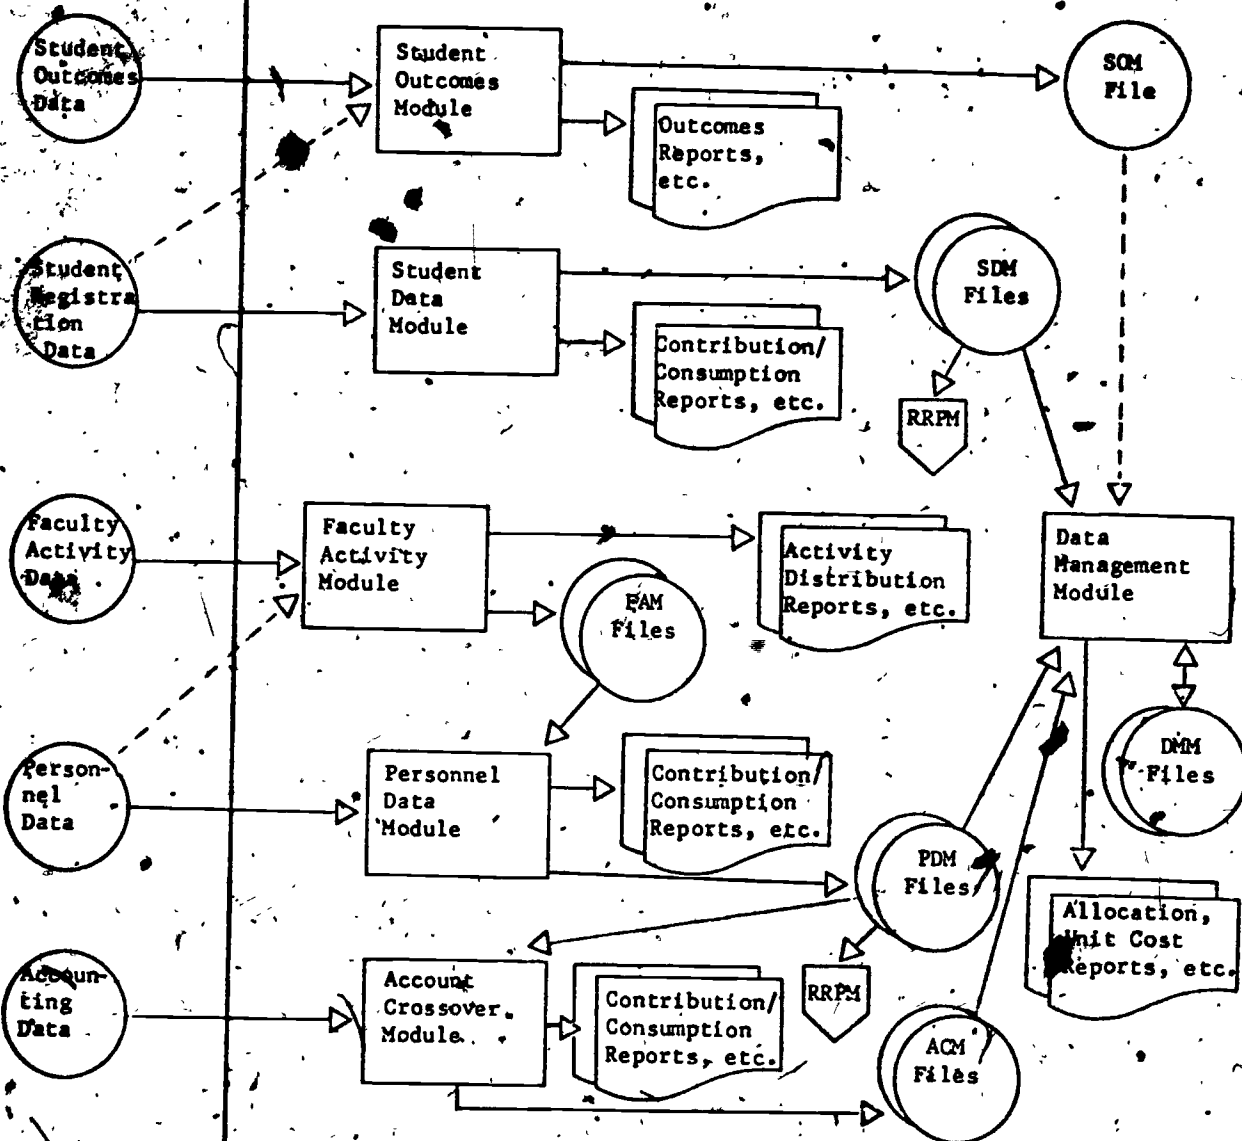 Student
Outcomes
Data
Student
Outcomes
Module
SOM
File
Outcomes
Reports,
etc.
Student
Registra
tion
Data
Student
Data
Module
SDM
Files
Contribution/
Consumption
Reports, etc.
RRPM
Faculty
Activity
Data
Faculty
Activity
Module
Activity
Distribution
Reports, etc.
FAM
Files
Data
Management
Module
Person-
nel
Data
Personnel
Data
Module
Contribution/
Consumption
Reports, etc.
DMM
Files
PDM
Files
Allocation,
Unit Cost
Reports, etc.
Accoun-
ting
Data
Account
Crossover
Module
Contribution/
Consumption
Reports, etc.
RRPM
ACM
Files